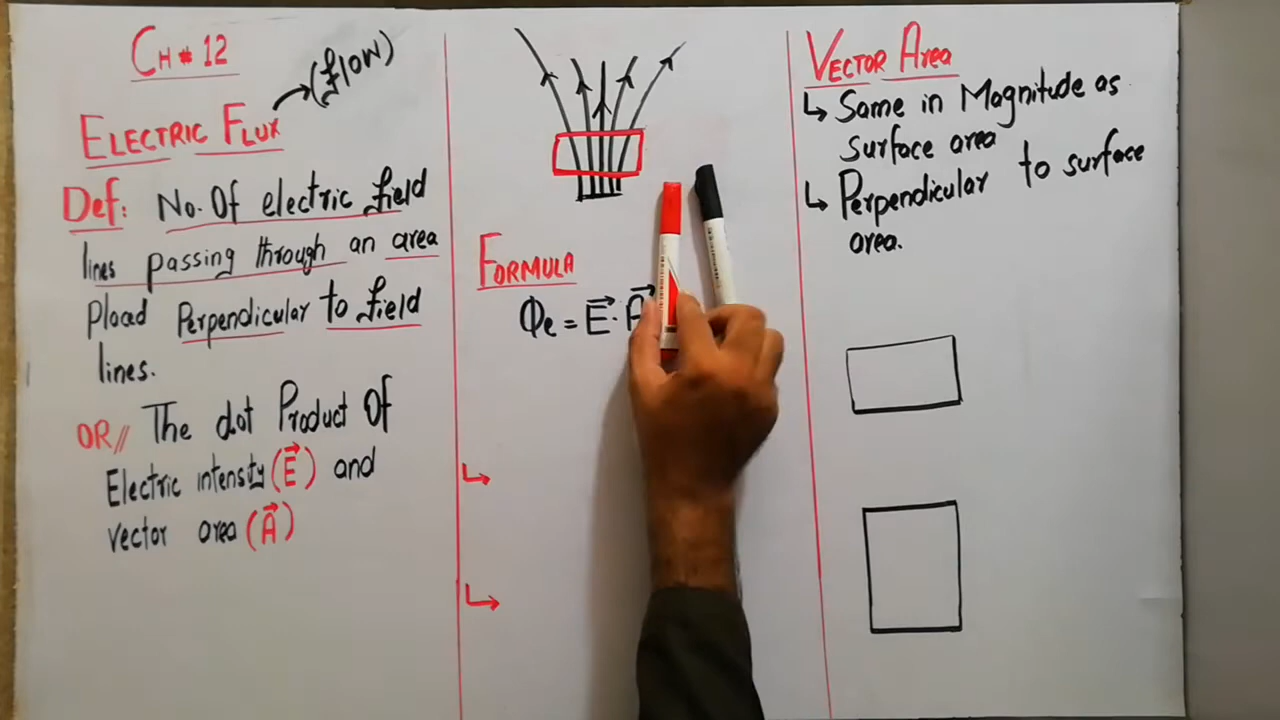 CH # 12
(flow)
ELECTRIC FLUX
Def: No. Of electric field
lines passing through an area
placd Perpendicular to field
lines.
OR// The dot Product Of
Electric intensity (E⃗) and
vector area (A⃗)
FORMULA
Φe = E⃗ · A⃗
VECTOR Area
↳ Same in Magnitude as
surface area
↳ Perpendicular to surface
area.